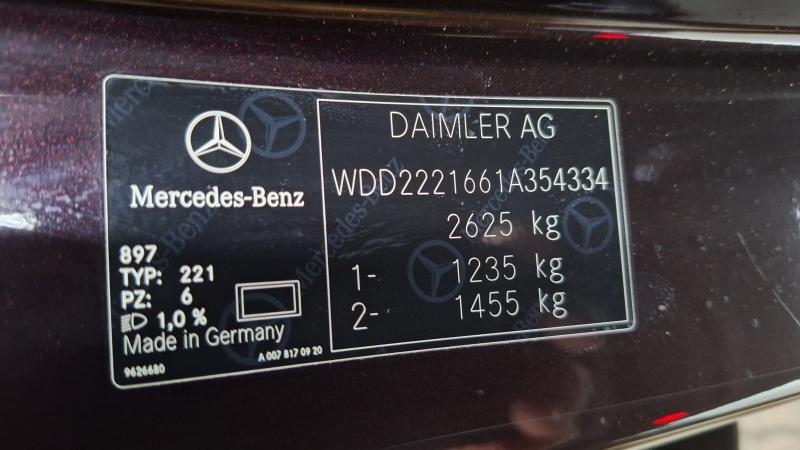 Mercedes-Benz
897
TYP: 221
PZ: 6
1,0 %
Made in Germany
9626680
A 007 817 09 20
DAIMLER AG
WDD2221661A354334
2625 kg
1- 1235 kg
2- 1455 kg